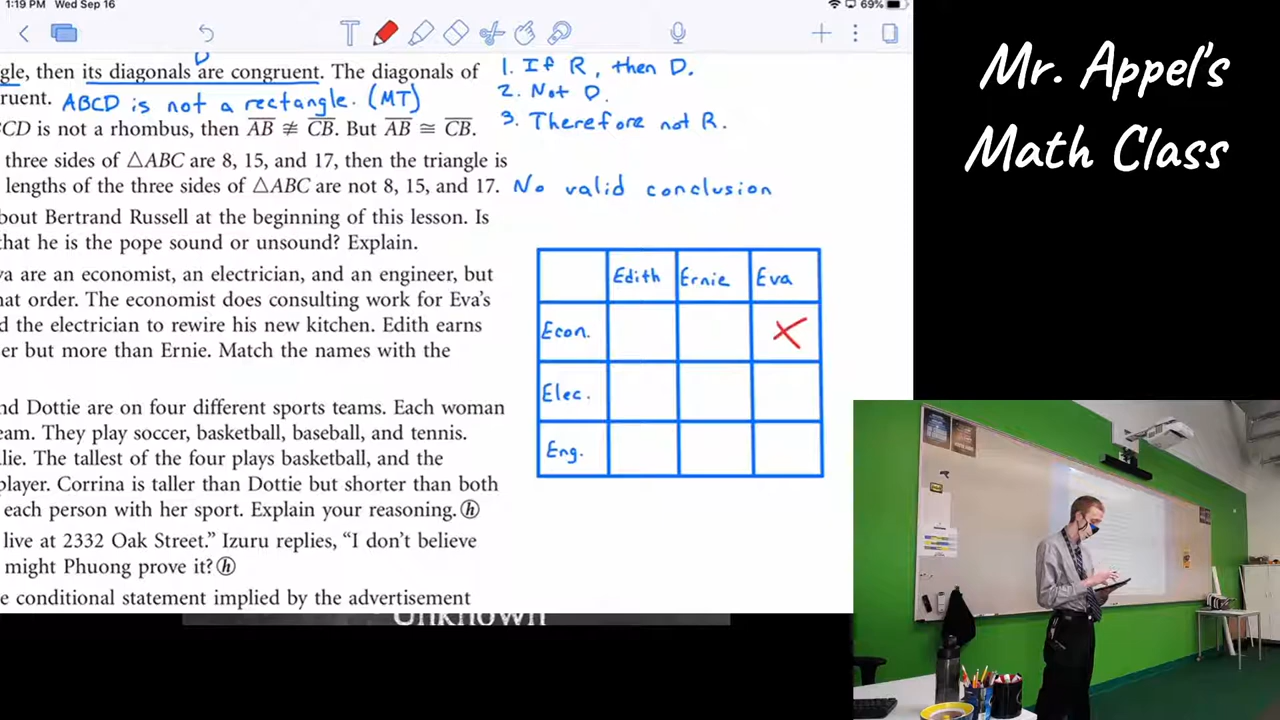 1:19 PM Wed Sep 16
69%
T
gle, then its diagonals are congruent. The diagonals of
ruent. ABCD is not a rectangle. (MT)
CD is not a rhombus, then AB ≇ CB. But AB ≅ CB.
three sides of △ABC are 8, 15, and 17, then the triangle is
lengths of the three sides of △ABC are not 8, 15, and 17. No valid conclusion
bout Bertrand Russell at the beginning of this lesson. Is
that he is the pope sound or unsound? Explain.
va are an economist, an electrician, and an engineer, but
hat order. The economist does consulting work for Eva's
d the electrician to rewire his new kitchen. Edith earns
er but more than Ernie. Match the names with the
nd Dottie are on four different sports teams. Each woman
eam. They play soccer, basketball, baseball, and tennis.
lie. The tallest of the four plays basketball, and the
player. Corrina is taller than Dottie but shorter than both
each person with her sport. Explain your reasoning. ⓗ
live at 2332 Oak Street." Izuru replies, "I don't believe
might Phuong prove it? ⓗ
e conditional statement implied by the advertisement
1. If R, then D.
2. Not D.
3. Therefore not R.
Edith Ernie Eva
Econ. X
Elec.
Eng.
Mr. Appel's
Math Class
Unknown